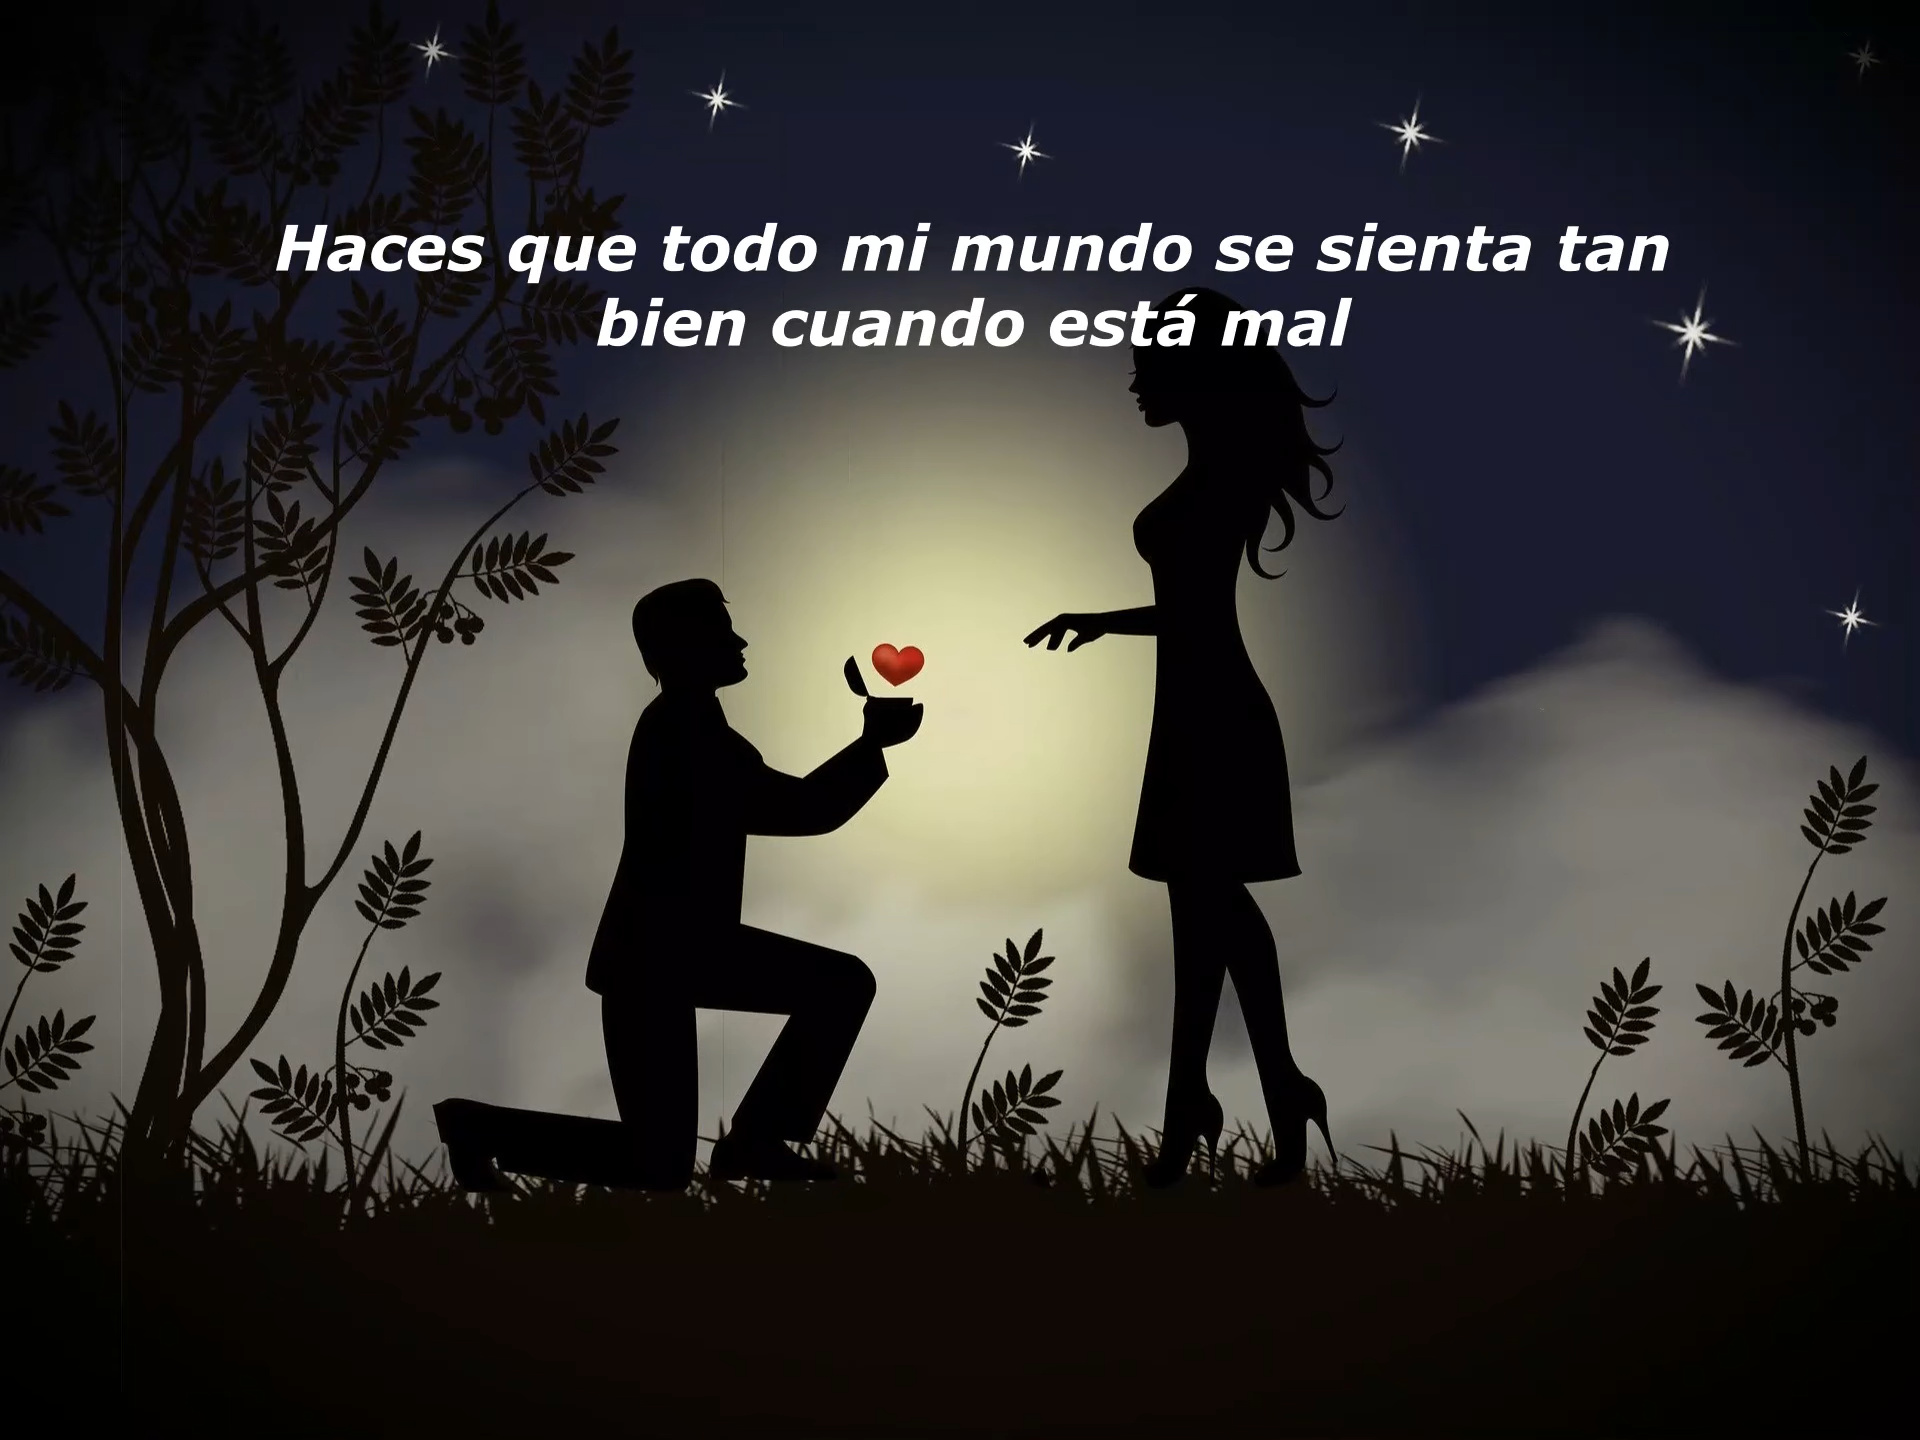 Haces que todo mi mundo se sienta tan
bien cuando está mal